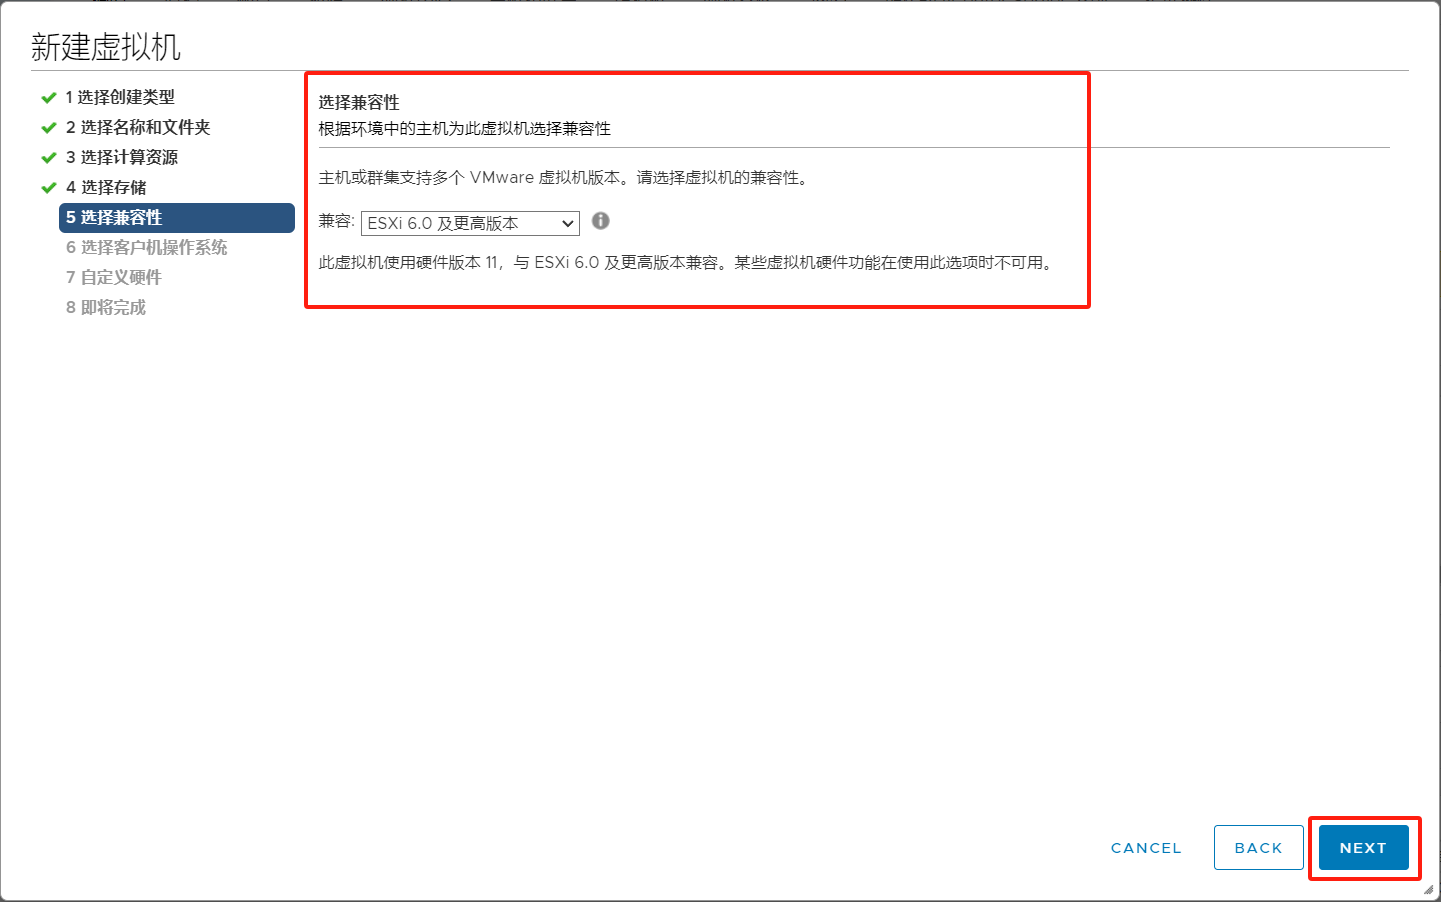 新建虚拟机
1 选择创建类型
2 选择名称和文件夹
3 选择计算资源
4 选择存储
5 选择兼容性
6 选择客户机操作系统
7 自定义硬件
8 即将完成
选择兼容性
根据环境中的主机为此虚拟机选择兼容性
主机或群集支持多个 VMware 虚拟机版本。请选择虚拟机的兼容性。
兼容: ESXi 6.0 及更高版本
此虚拟机使用硬件版本 11，与 ESXi 6.0 及更高版本兼容。某些虚拟机硬件功能在使用此选项时不可用。
CANCEL
BACK
NEXT